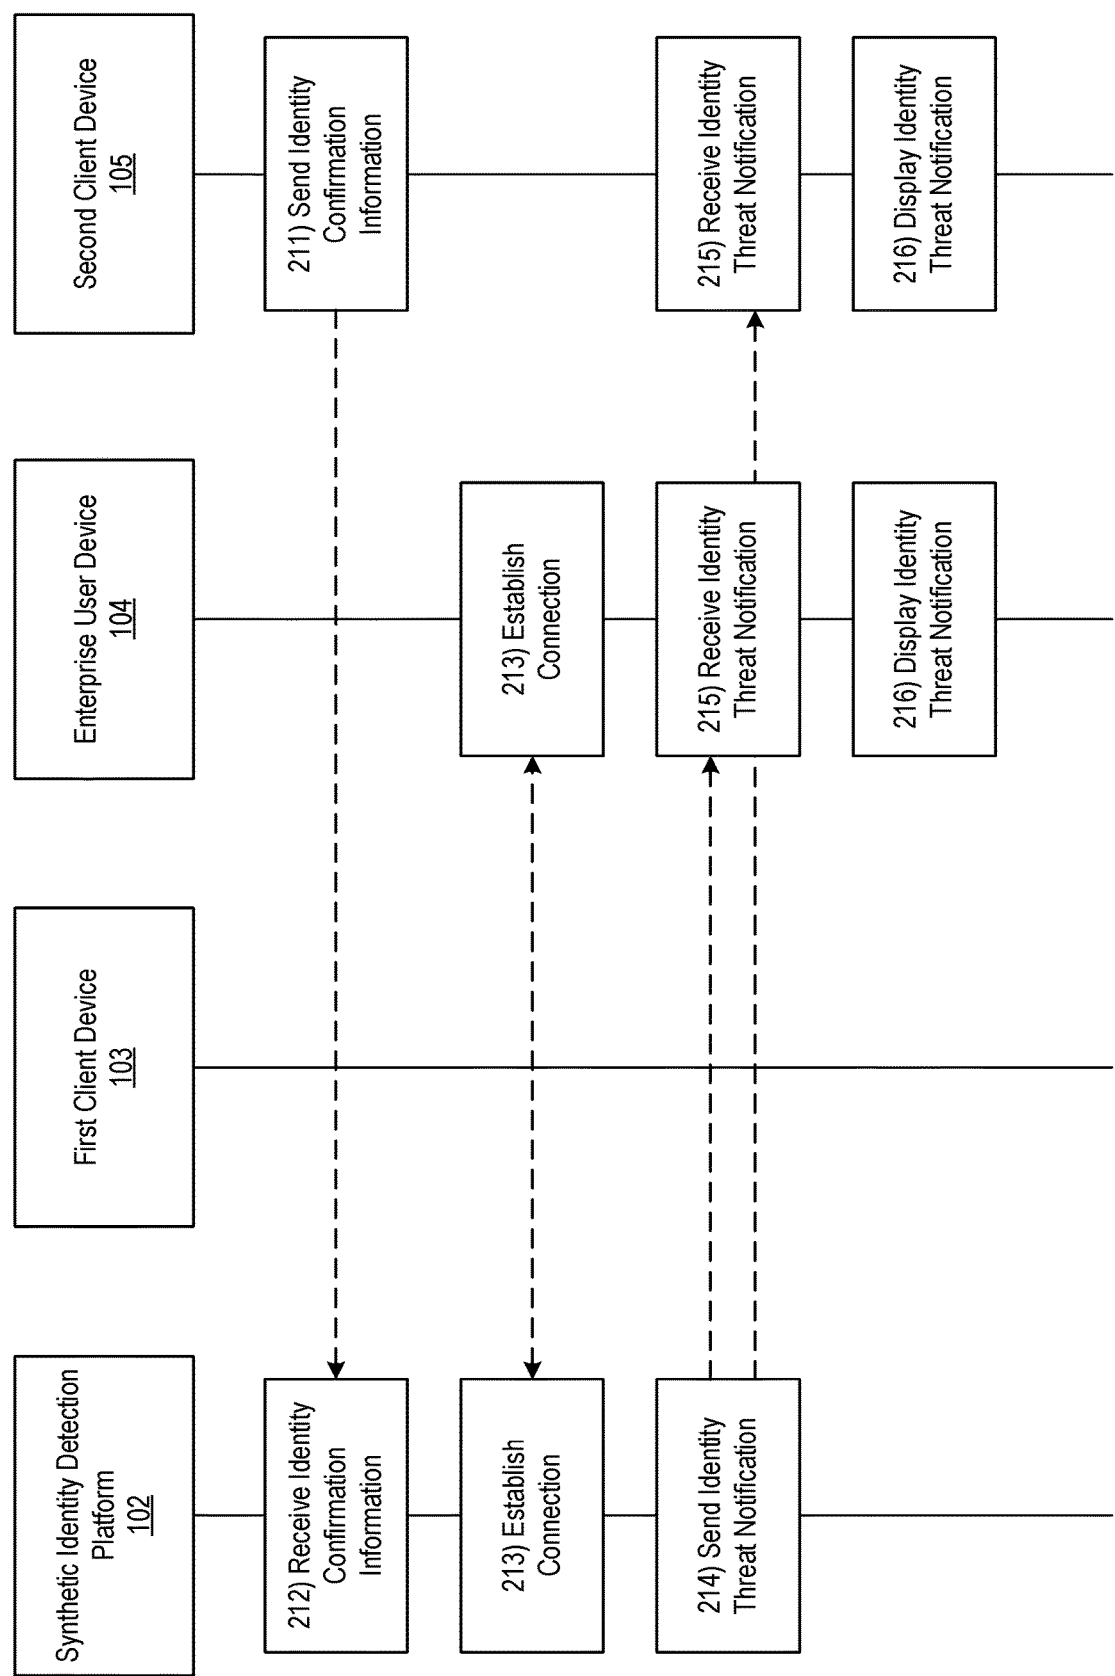 Synthetic Identity Detection
Platform
102
First Client Device
103
Enterprise User Device
104
Second Client Device
105
211) Send Identity
Confirmation
Information
212) Receive Identity
Confirmation
Information
213) Establish
Connection
213) Establish
Connection
214) Send Identity
Threat Notification
215) Receive Identity
Threat Notification
215) Receive Identity
Threat Notification
216) Display Identity
Threat Notification
216) Display Identity
Threat Notification